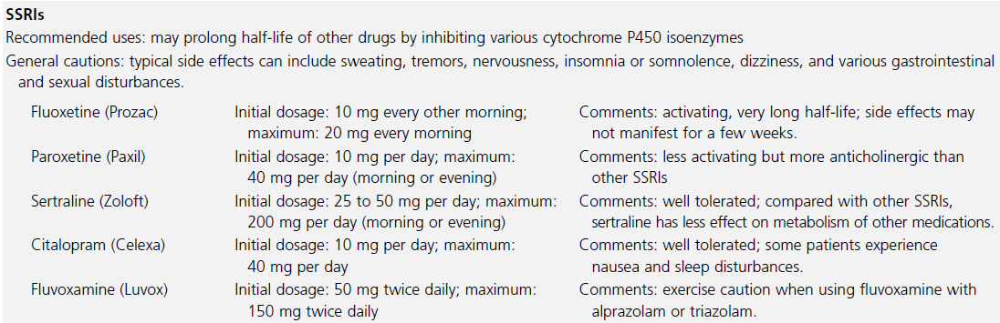 SSRIs
Recommended uses: may prolong half-life of other drugs by inhibiting various cytochrome P450 isoenzymes
General cautions: typical side effects can include sweating, tremors, nervousness, insomnia or somnolence, dizziness, and various gastrointestinal
and sexual disturbances.
Fluoxetine (Prozac) Initial dosage: 10 mg every other morning; Comments: activating, very long half-life; side effects may
maximum: 20 mg every morning not manifest for a few weeks.
Paroxetine (Paxil) Initial dosage: 10 mg per day; maximum: Comments: less activating but more anticholinergic than
40 mg per day (morning or evening) other SSRIs
Sertraline (Zoloft) Initial dosage: 25 to 50 mg per day; maximum: Comments: well tolerated; compared with other SSRIs,
200 mg per day (morning or evening) sertraline has less effect on metabolism of other medications.
Citalopram (Celexa) Initial dosage: 10 mg per day; maximum: Comments: well tolerated; some patients experience
40 mg per day nausea and sleep disturbances.
Fluvoxamine (Luvox) Initial dosage: 50 mg twice daily; maximum: Comments: exercise caution when using fluvoxamine with
150 mg twice daily alprazolam or triazolam.